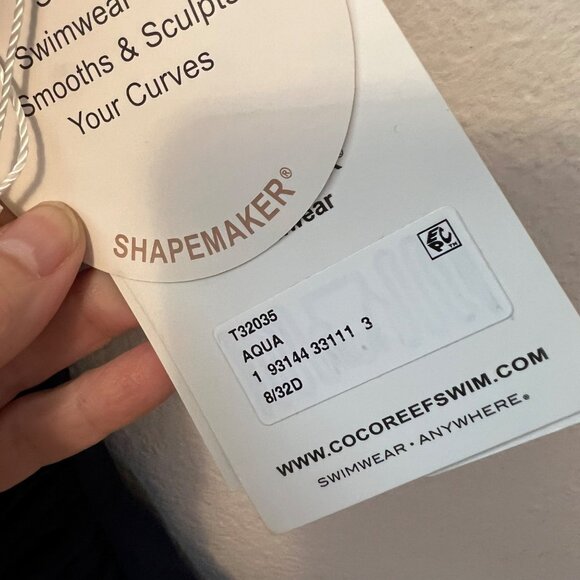 Swimwear
Smooths & Sculpts
Your Curves
SHAPEMAKER®
wear
T32035
AQUA
1 93144 33111 3
8/32D
WWW.COCOREEFSWIM.COM
SWIMWEAR • ANYWHERE®